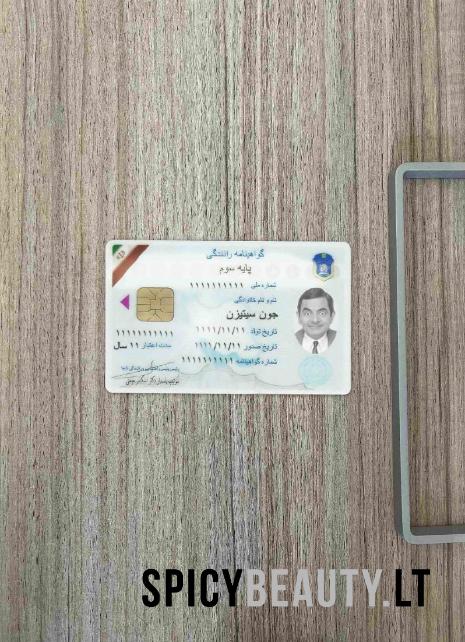 گواهینامه رانندگی
پایه سوم
شماره ملی ۱۱۱۱۱۱۱۱۱۱
نام و نام خانوادگی
جون سیتیزن
تاریخ تولد ۱۱۱۱/۱۱/۱۱
۱۱۱۱۱۱۱۱۱۱
تاریخ صدور ۱۱۱۱/۱۱/۱۱
مدت اعتبار ۱۱ سال
شماره گواهینامه ۱۱۱۱۱۱۱۱۱۱
SPICYBEAUTY.LT